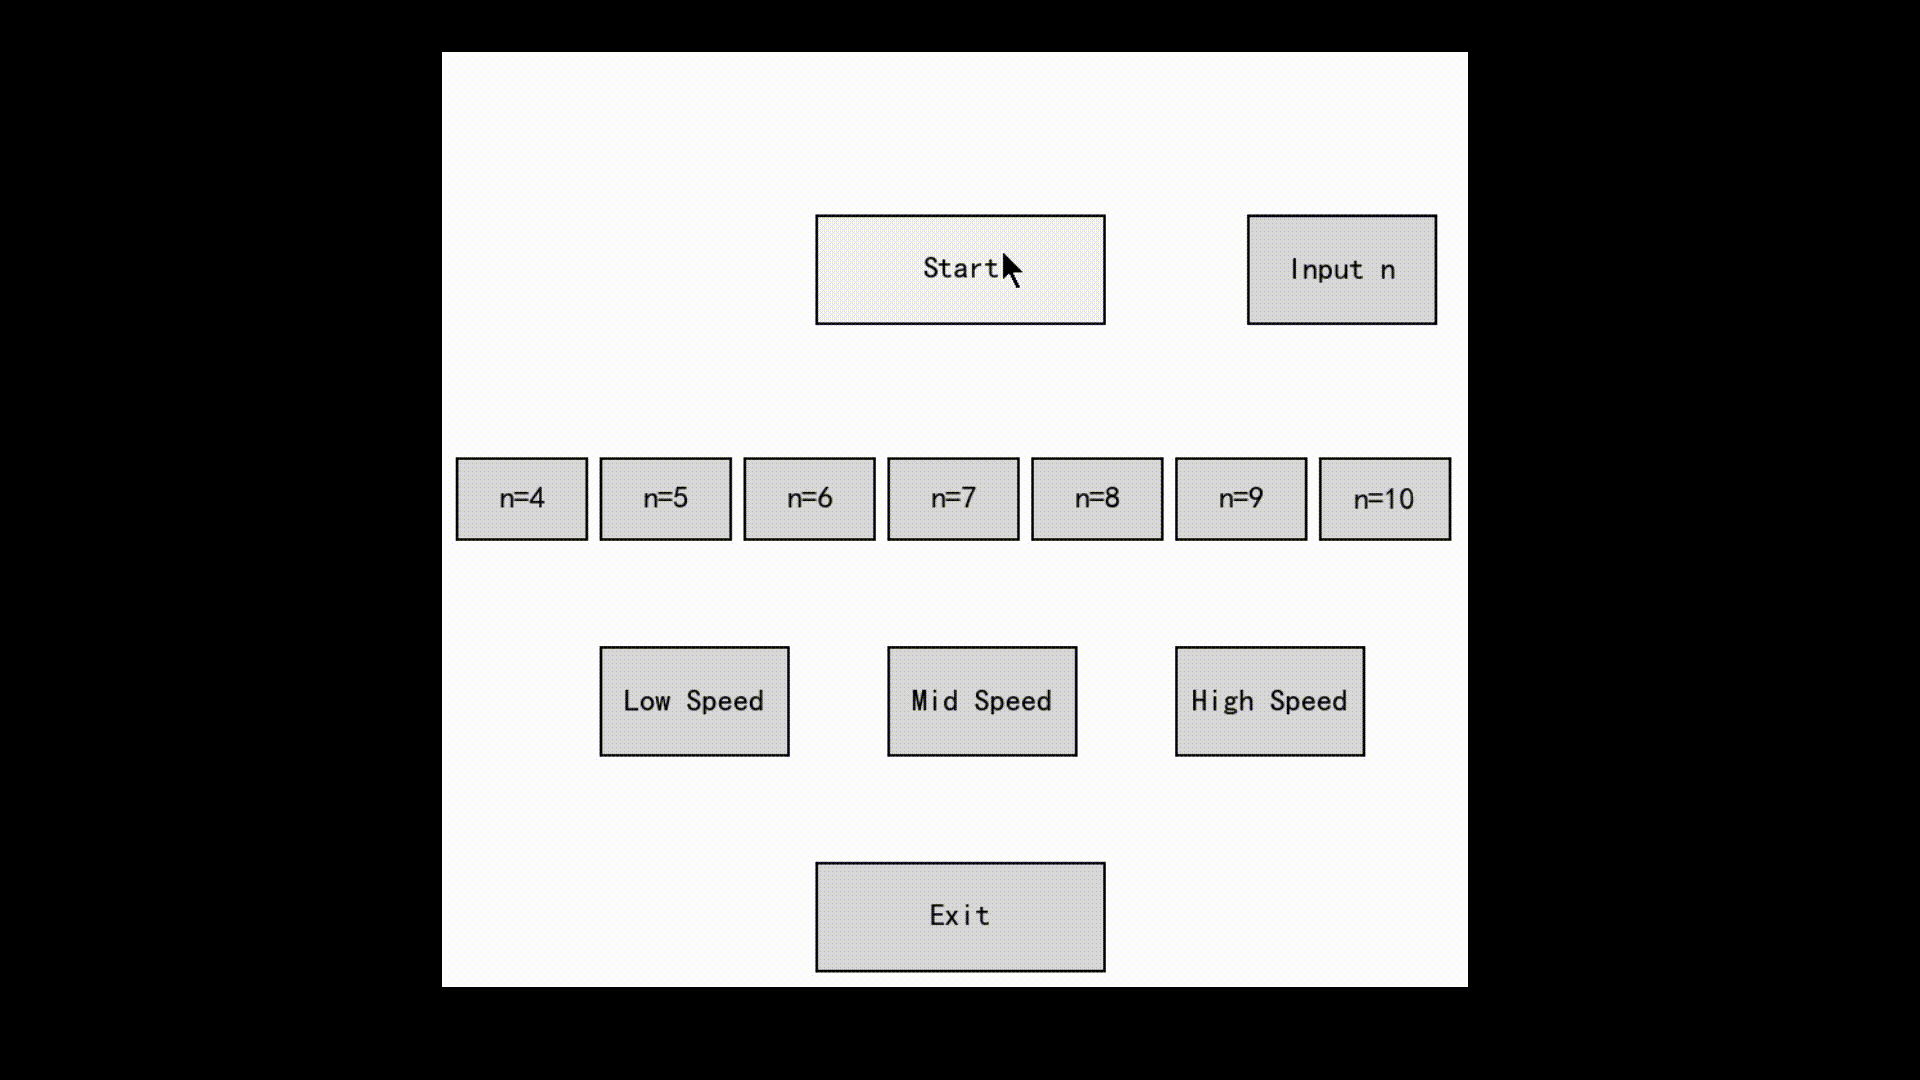 Start
Input n
n=4
n=5
n=6
n=7
n=8
n=9
n=10
Low Speed
Mid Speed
High Speed
Exit